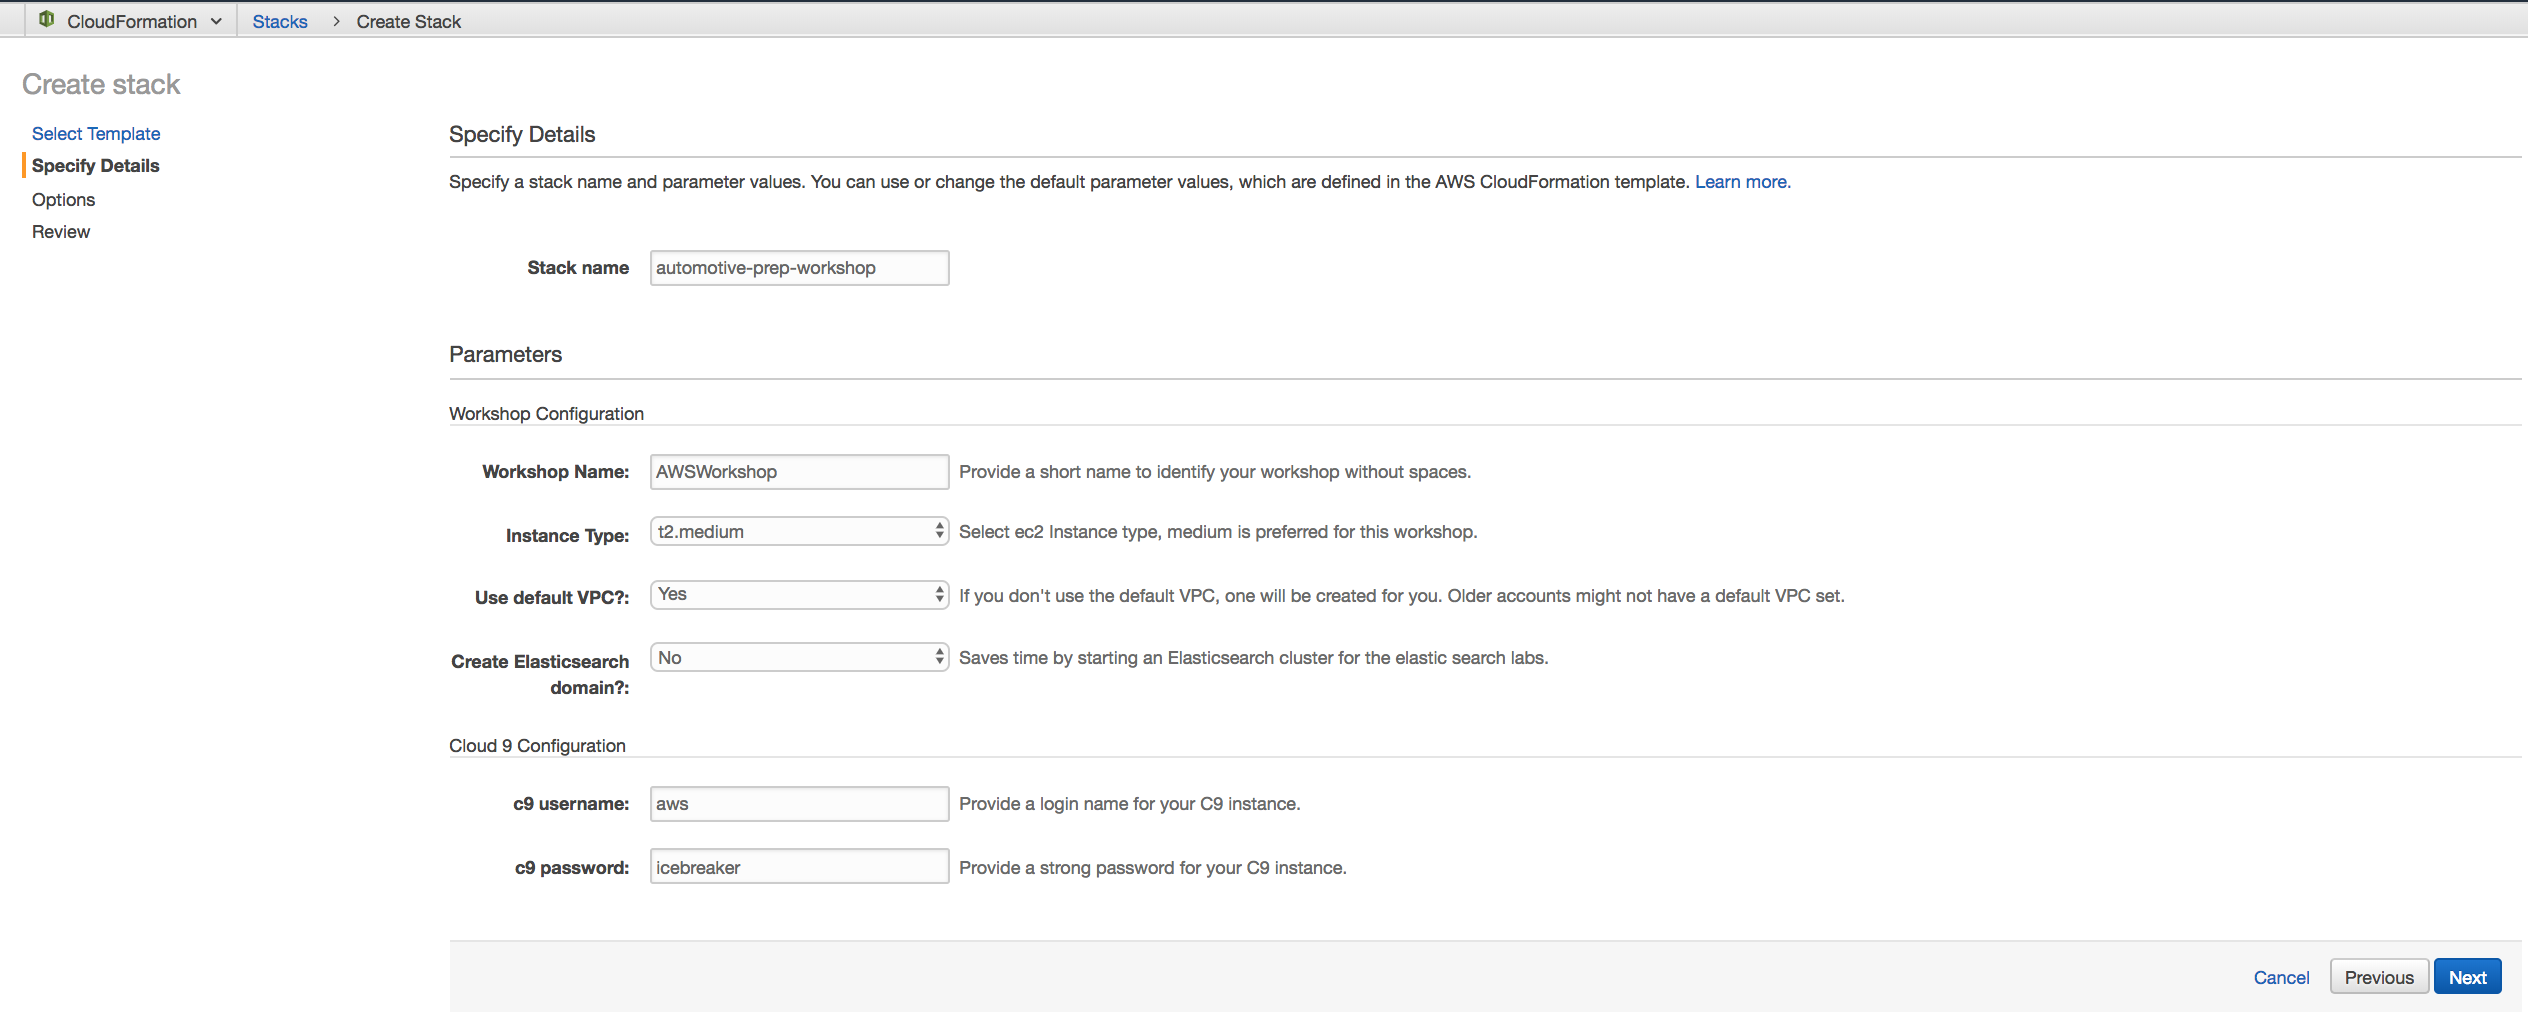 CloudFormation Stacks > Create Stack
Create stack
Select Template
Specify Details
Options
Review
Specify Details
Specify a stack name and parameter values. You can use or change the default parameter values, which are defined in the AWS CloudFormation template. Learn more.
Stack name automotive-prep-workshop
Parameters
Workshop Configuration
Workshop Name: AWSWorkshop Provide a short name to identify your workshop without spaces.
Instance Type: t2.medium Select ec2 Instance type, medium is preferred for this workshop.
Use default VPC?: Yes If you don't use the default VPC, one will be created for you. Older accounts might not have a default VPC set.
Create Elasticsearch No Saves time by starting an Elasticsearch cluster for the elastic search labs.
domain?:
Cloud 9 Configuration
c9 username: aws Provide a login name for your C9 instance.
c9 password: icebreaker Provide a strong password for your C9 instance.
Cancel Previous Next